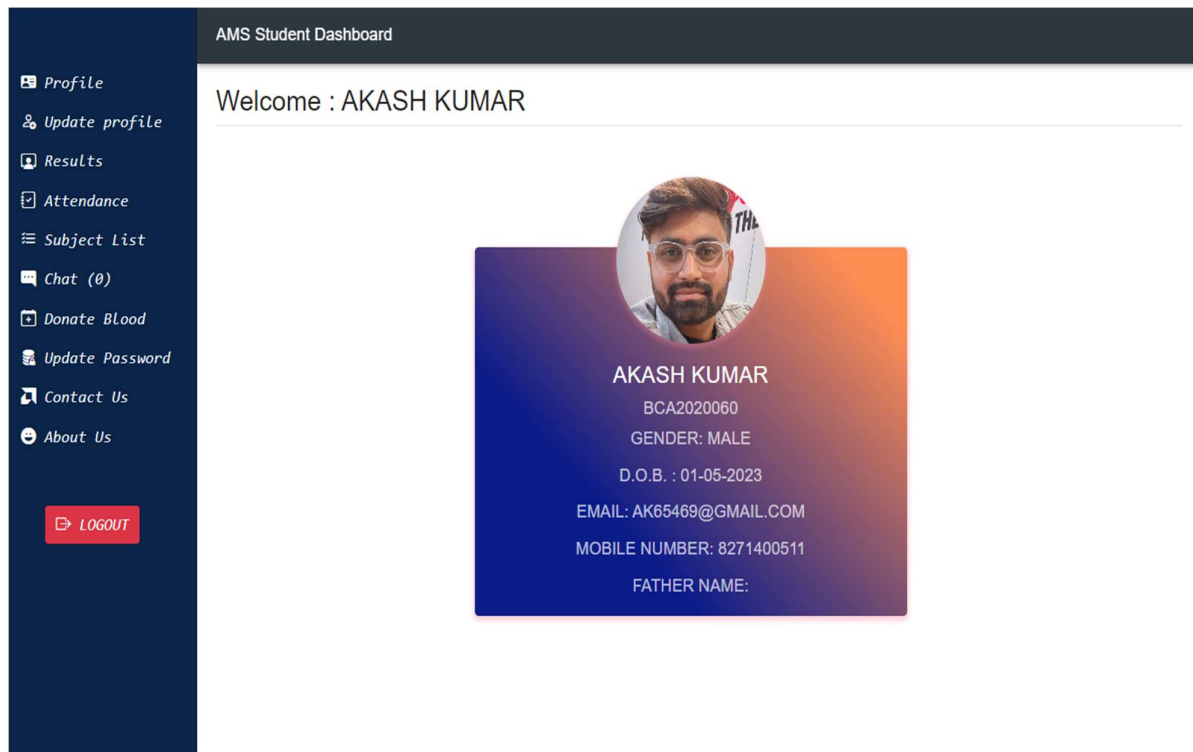 AMS Student Dashboard
Profile
Update profile
Results
Attendance
Subject List
Chat (0)
Donate Blood
Update Password
Contact Us
About Us
LOGOUT
Welcome : AKASH KUMAR
THE
AKASH KUMAR
BCA2020060
GENDER: MALE
D.O.B. : 01-05-2023
EMAIL: AK65469@GMAIL.COM
MOBILE NUMBER: 8271400511
FATHER NAME: